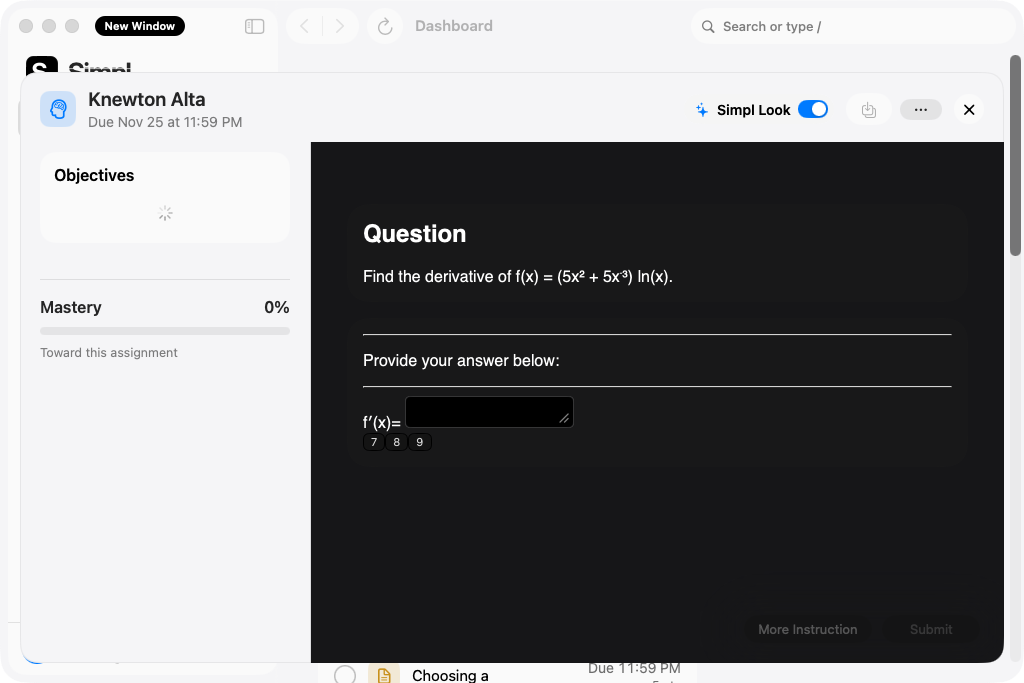 New Window
Dashboard
Search or type /
Simpl
Knewton Alta
Due Nov 25 at 11:59 PM
Simpl Look
Objectives
Mastery 0%
Toward this assignment
Question
Find the derivative of f(x) = (5x² + 5x⁻³) ln(x).
Provide your answer below:
f′(x)=
7 8 9
More Instruction
Submit
Choosing a
Due 11:59 PM